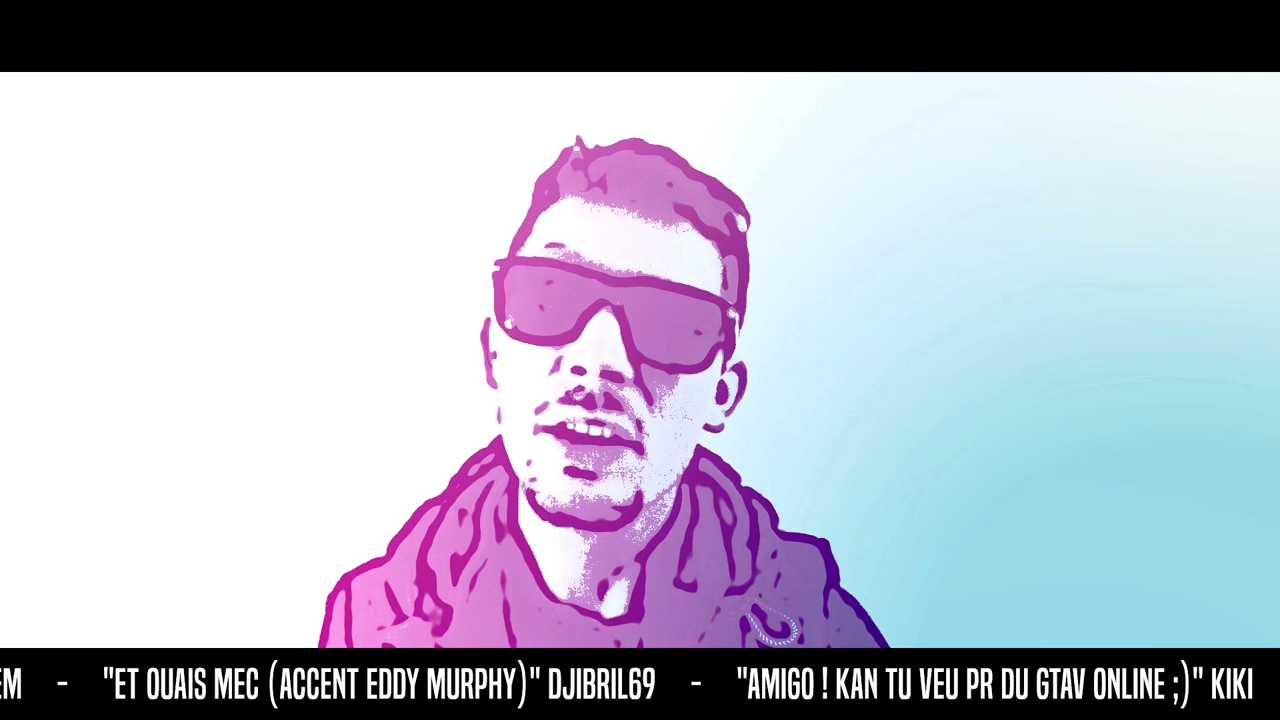 EM - "ET OUAIS MEC (ACCENT EDDY MURPHY)" DJIBRIL69 - "AMIGO ! KAN TU VEU PR DU GTAV ONLINE ;)" KIKI